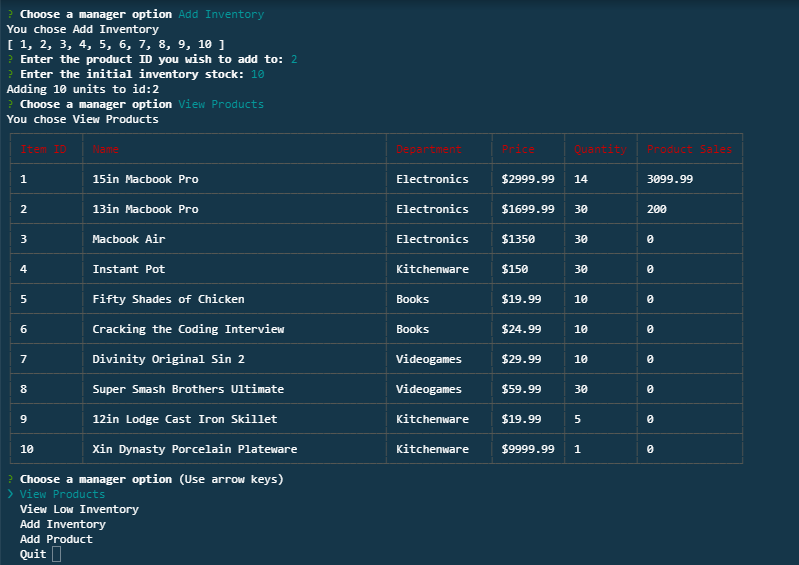 ? Choose a manager option Add Inventory
You chose Add Inventory
[ 1, 2, 3, 4, 5, 6, 7, 8, 9, 10 ]
? Enter the product ID you wish to add to: 2
? Enter the initial inventory stock: 10
Adding 10 units to id:2
? Choose a manager option View Products
You chose View Products
Item ID Name Department Price Quantity Product Sales
1 15in Macbook Pro Electronics $2999.99 14 3099.99
2 13in Macbook Pro Electronics $1699.99 30 200
3 Macbook Air Electronics $1350 30 0
4 Instant Pot Kitchenware $150 30 0
5 Fifty Shades of Chicken Books $19.99 10 0
6 Cracking the Coding Interview Books $24.99 10 0
7 Divinity Original Sin 2 Videogames $29.99 10 0
8 Super Smash Brothers Ultimate Videogames $59.99 30 0
9 12in Lodge Cast Iron Skillet Kitchenware $19.99 5 0
10 Xin Dynasty Porcelain Plateware Kitchenware $9999.99 1 0
? Choose a manager option (Use arrow keys)
❯ View Products
View Low Inventory
Add Inventory
Add Product
Quit